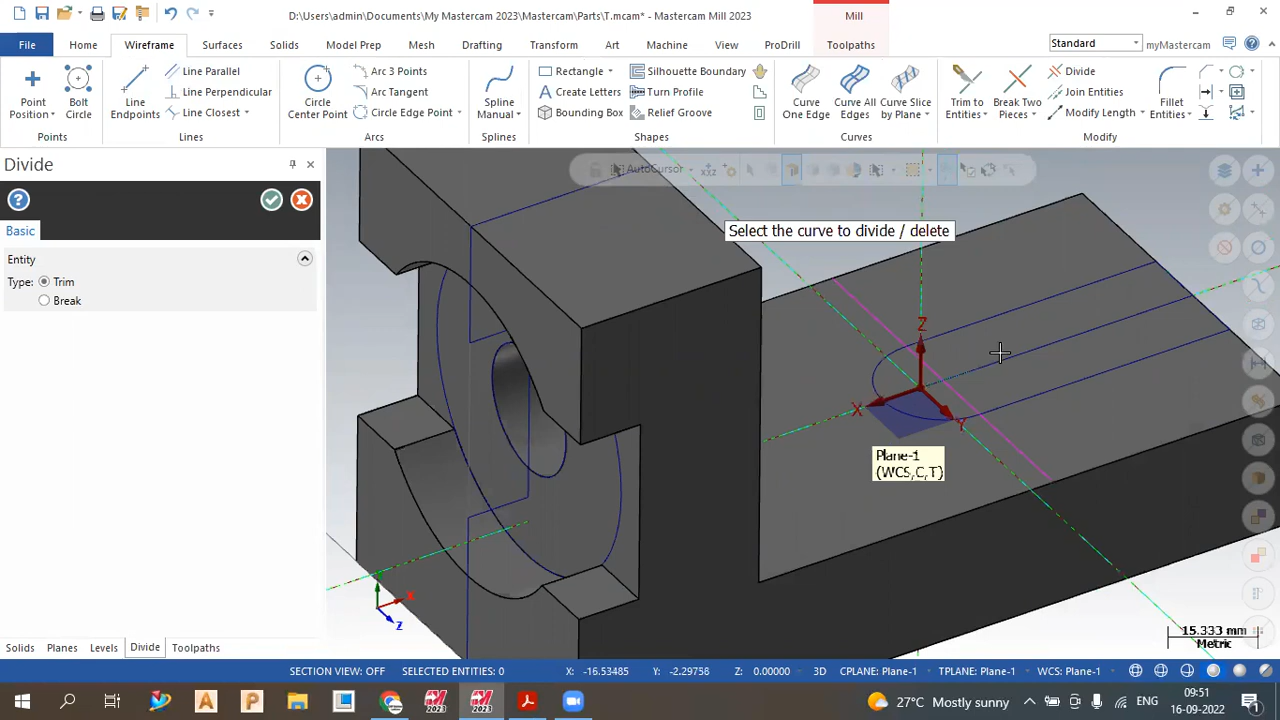 D:\Users\admin\Documents\My Mastercam 2023\Mastercam\Parts\T.mcam* - Mastercam Mill 2023
Mill
File Home Wireframe Surfaces Solids Model Prep Mesh Drafting Transform Art Machine View ProDrill Toolpaths
Standard
myMastercam
Point Position
Bolt Circle
Points
Line Endpoints
Line Parallel
Line Perpendicular
Line Closest
Lines
Circle Center Point
Arc 3 Points
Arc Tangent
Circle Edge Point
Arcs
Spline Manual
Splines
Rectangle
Create Letters
Bounding Box
Silhouette Boundary
Turn Profile
Relief Groove
Shapes
Curve One Edge
Curve All Edges
Curve Slice by Plane
Curves
Trim to Entities
Break Two Pieces
Divide
Join Entities
Modify Length
Fillet Entities
Modify
Divide
Basic
Entity
Type: Trim
Break
AutoCursor
Select the curve to divide / delete
Z
X
Y
Plane-1
(WCS,C,T)
X
Z
15.333 mm
Metric
Solids Planes Levels Divide Toolpaths
SECTION VIEW: OFF SELECTED ENTITIES: 0 X: -16.53485 Y: -2.29758 Z: 0.00000 3D CPLANE: Plane-1 TPLANE: Plane-1 WCS: Plane-1
2023
2023
27°C Mostly sunny
ENG
09:51
16-09-2022
1